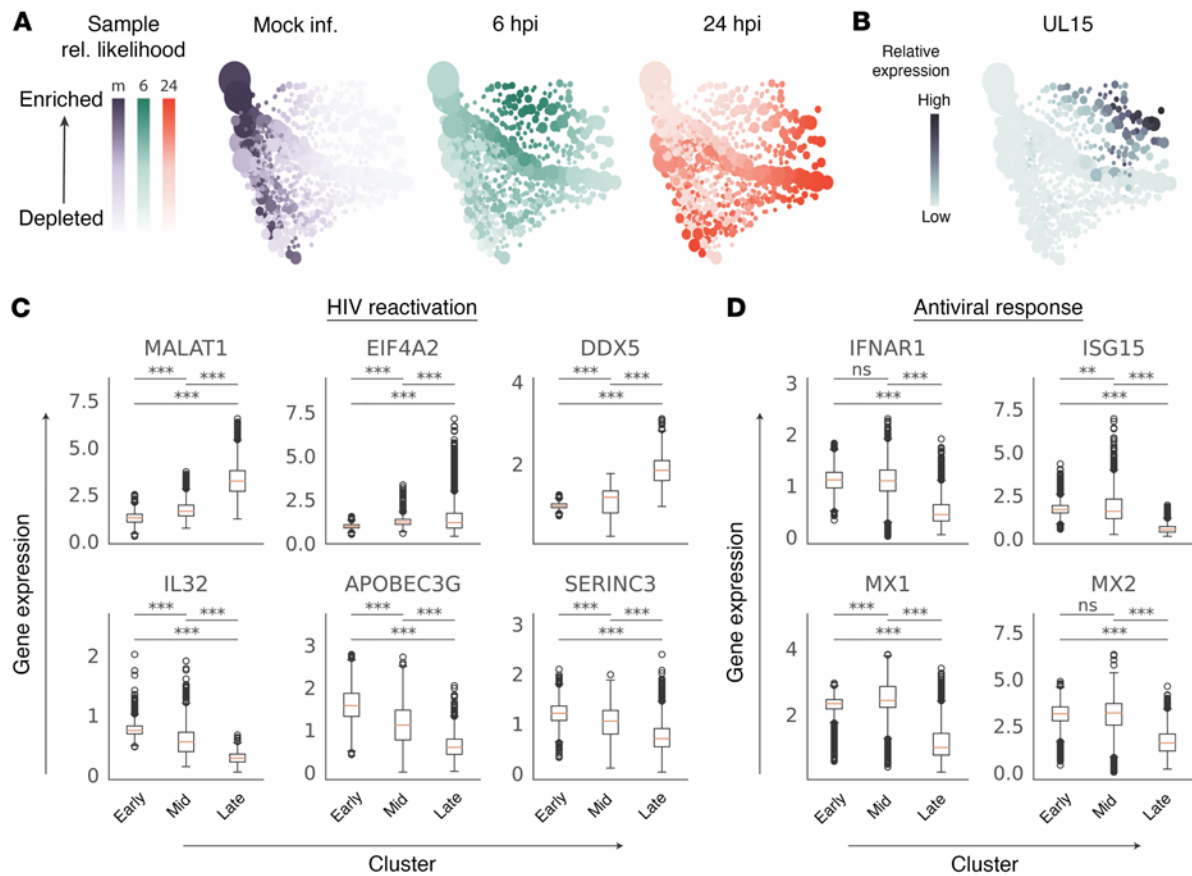 A
Sample
rel. likelihood
Mock inf.
6 hpi
24 hpi
m 6 24
Enriched
Depleted
B
UL15
Relative
expression
High
Low
C
HIV reactivation
MALAT1
EIF4A2
DDX5
*** ***
***
*** ***
***
*** ***
***
7.5
5.0
2.5
0.0
7.5
5.0
2.5
0.0
4
2
IL32
APOBEC3G
SERINC3
*** ***
***
*** ***
***
*** ***
***
2
1
0
3
2
1
0
3
2
1
0
Gene expression
Early Mid Late
Early Mid Late
Early Mid Late
Cluster
D
Antiviral response
IFNAR1
ISG15
ns ***
***
** ***
***
3
2
1
0
7.5
5.0
2.5
0.0
MX1
MX2
*** ***
***
ns ***
***
4
2
7.5
5.0
2.5
0.0
Gene expression
Early Mid Late
Early Mid Late
Cluster